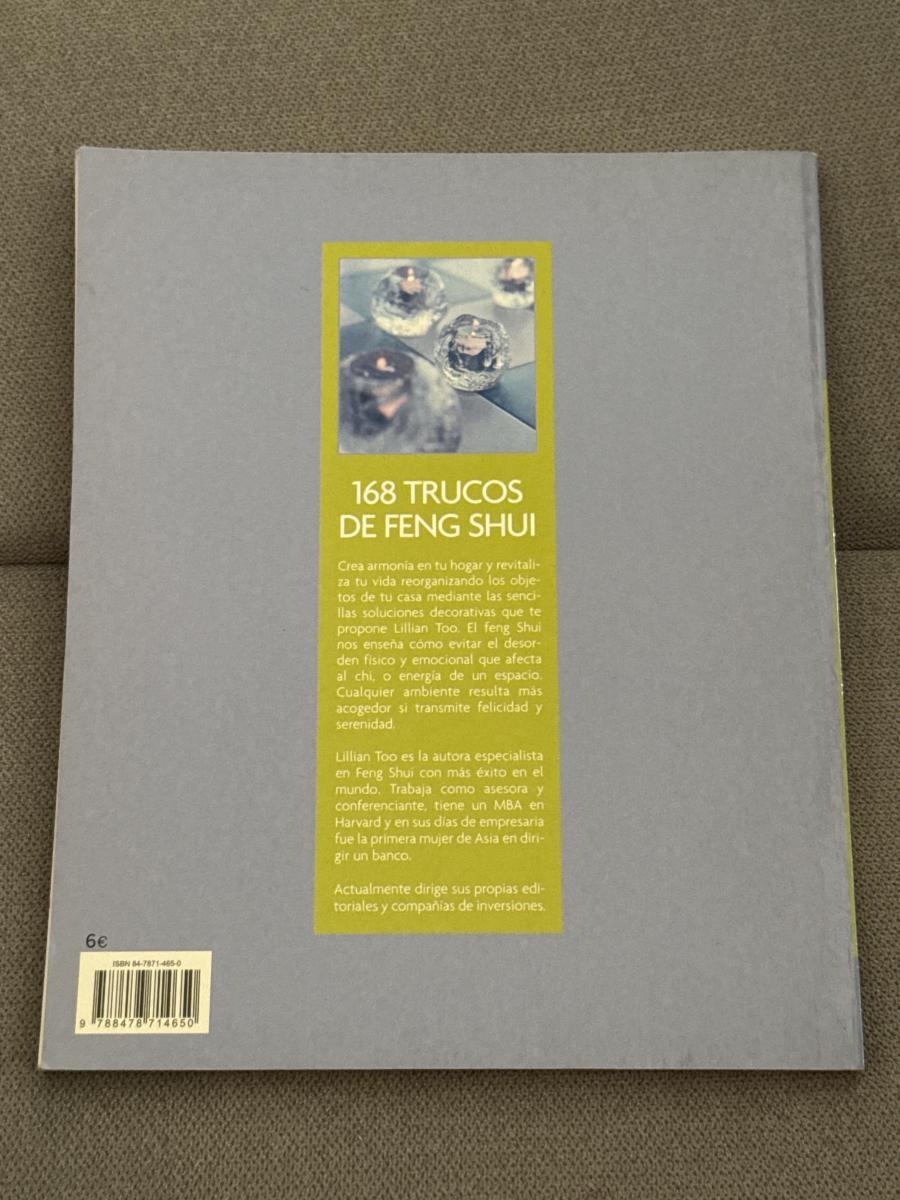 168 TRUCOS
DE FENG SHUI
Crea armonía en tu hogar y revitali-
za tu vida reorganizando los obje-
tos de tu casa mediante las senci-
llas soluciones decorativas que te
propone Lillian Too. El feng Shui
nos enseña cómo evitar el desor-
den físico y emocional que afecta
al chi, o energía de un espacio.
Cualquier ambiente resulta más
acogedor si transmite felicidad y
serenidad.
Lillian Too es la autora especialista
en Feng Shui con más éxito en el
mundo. Trabaja como asesora y
conferenciante, tiene un MBA en
Harvard y en sus días de empresaria
fue la primera mujer de Asia en diri-
gir un banco.
Actualmente dirige sus propias edi-
toriales y compañías de inversiones.
6€
ISBN 84-7871-465-0
9 788478 714650